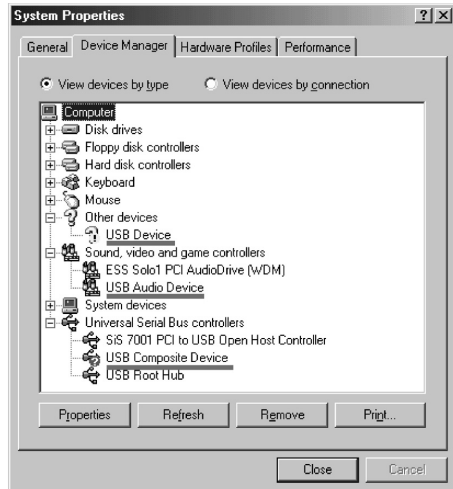 System Properties
General
Device Manager
Hardware Profiles
Performance
View devices by type
View devices by connection
Computer
Disk drives
Floppy disk controllers
Hard disk controllers
Keyboard
Mouse
Other devices
USB Device
Sound, video and game controllers
ESS Solo1 PCI AudioDrive (WDM)
USB Audio Device
System devices
Universal Serial Bus controllers
SiS 7001 PCI to USB Open Host Controller
USB Composite Device
USB Root Hub
Properties
Refresh
Remove
Print...
Close
Cancel